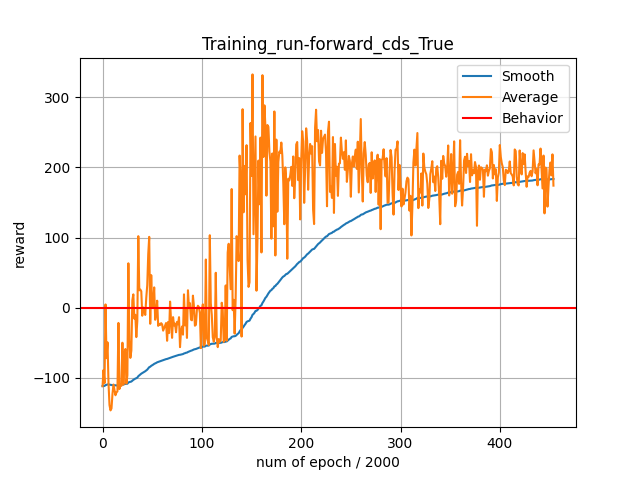 Training_run-forward_cds_True
Smooth
Average
Behavior
reward
300
200
100
0
−100
0 100 200 300 400
num of epoch / 2000